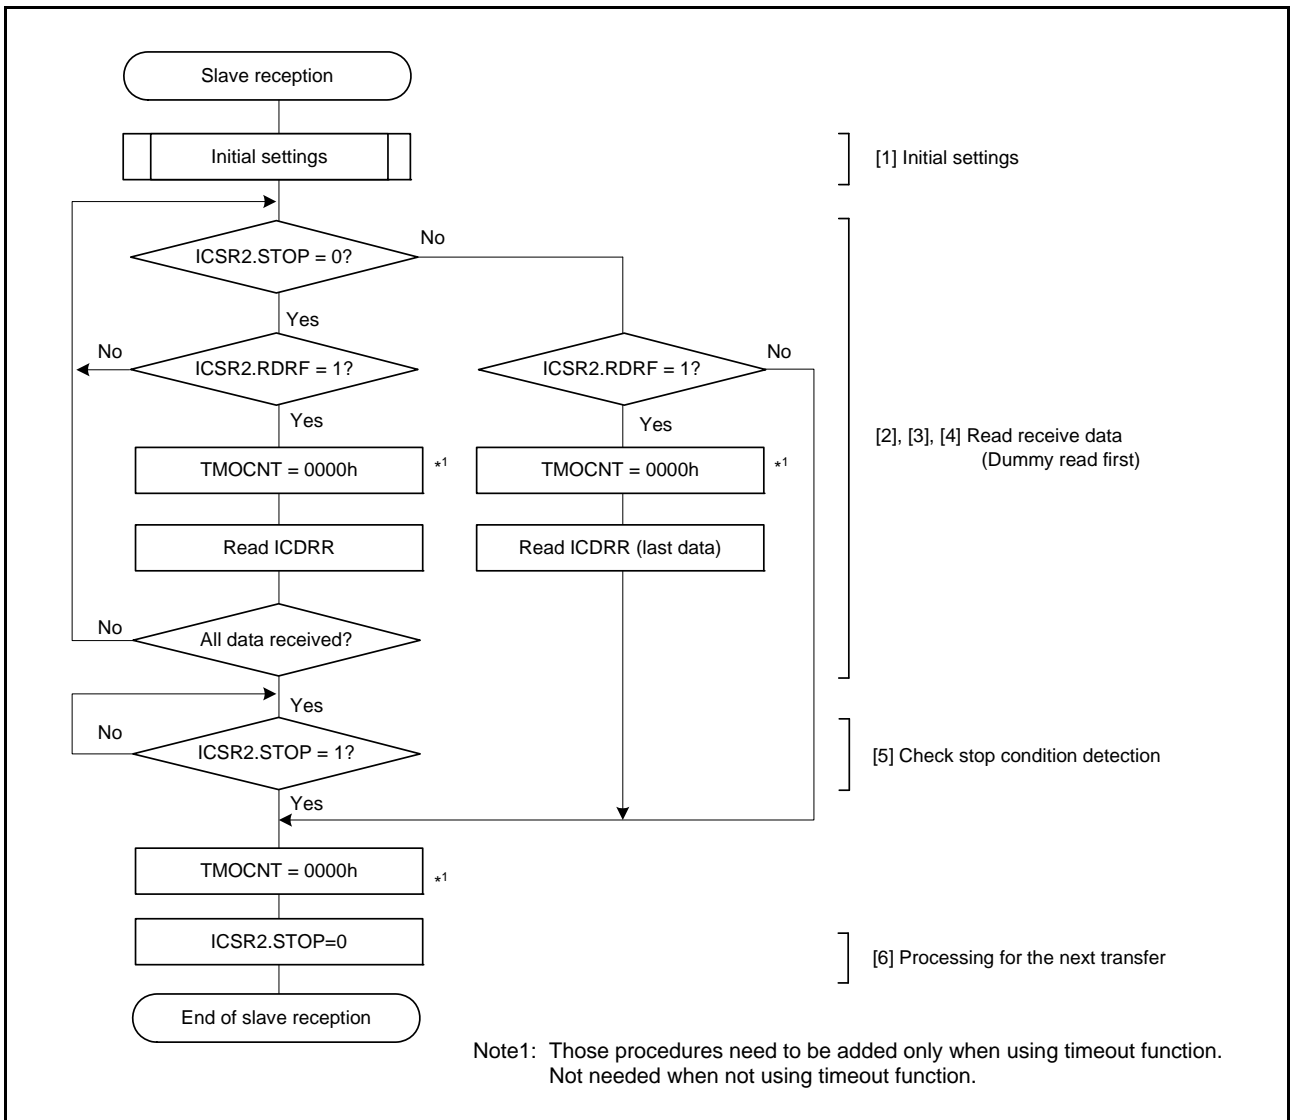 Slave reception
Initial settings
[1] Initial settings
ICSR2.STOP = 0?
No
Yes
No
ICSR2.RDRF = 1?
ICSR2.RDRF = 1?
No
Yes
Yes
TMOCNT = 0000h
*1
TMOCNT = 0000h
*1
[2], [3], [4] Read receive data
(Dummy read first)
Read ICDRR
Read ICDRR (last data)
No
All data received?
Yes
No
ICSR2.STOP = 1?
[5] Check stop condition detection
Yes
TMOCNT = 0000h
*1
ICSR2.STOP=0
[6] Processing for the next transfer
End of slave reception
Note1: Those procedures need to be added only when using timeout function.
Not needed when not using timeout function.